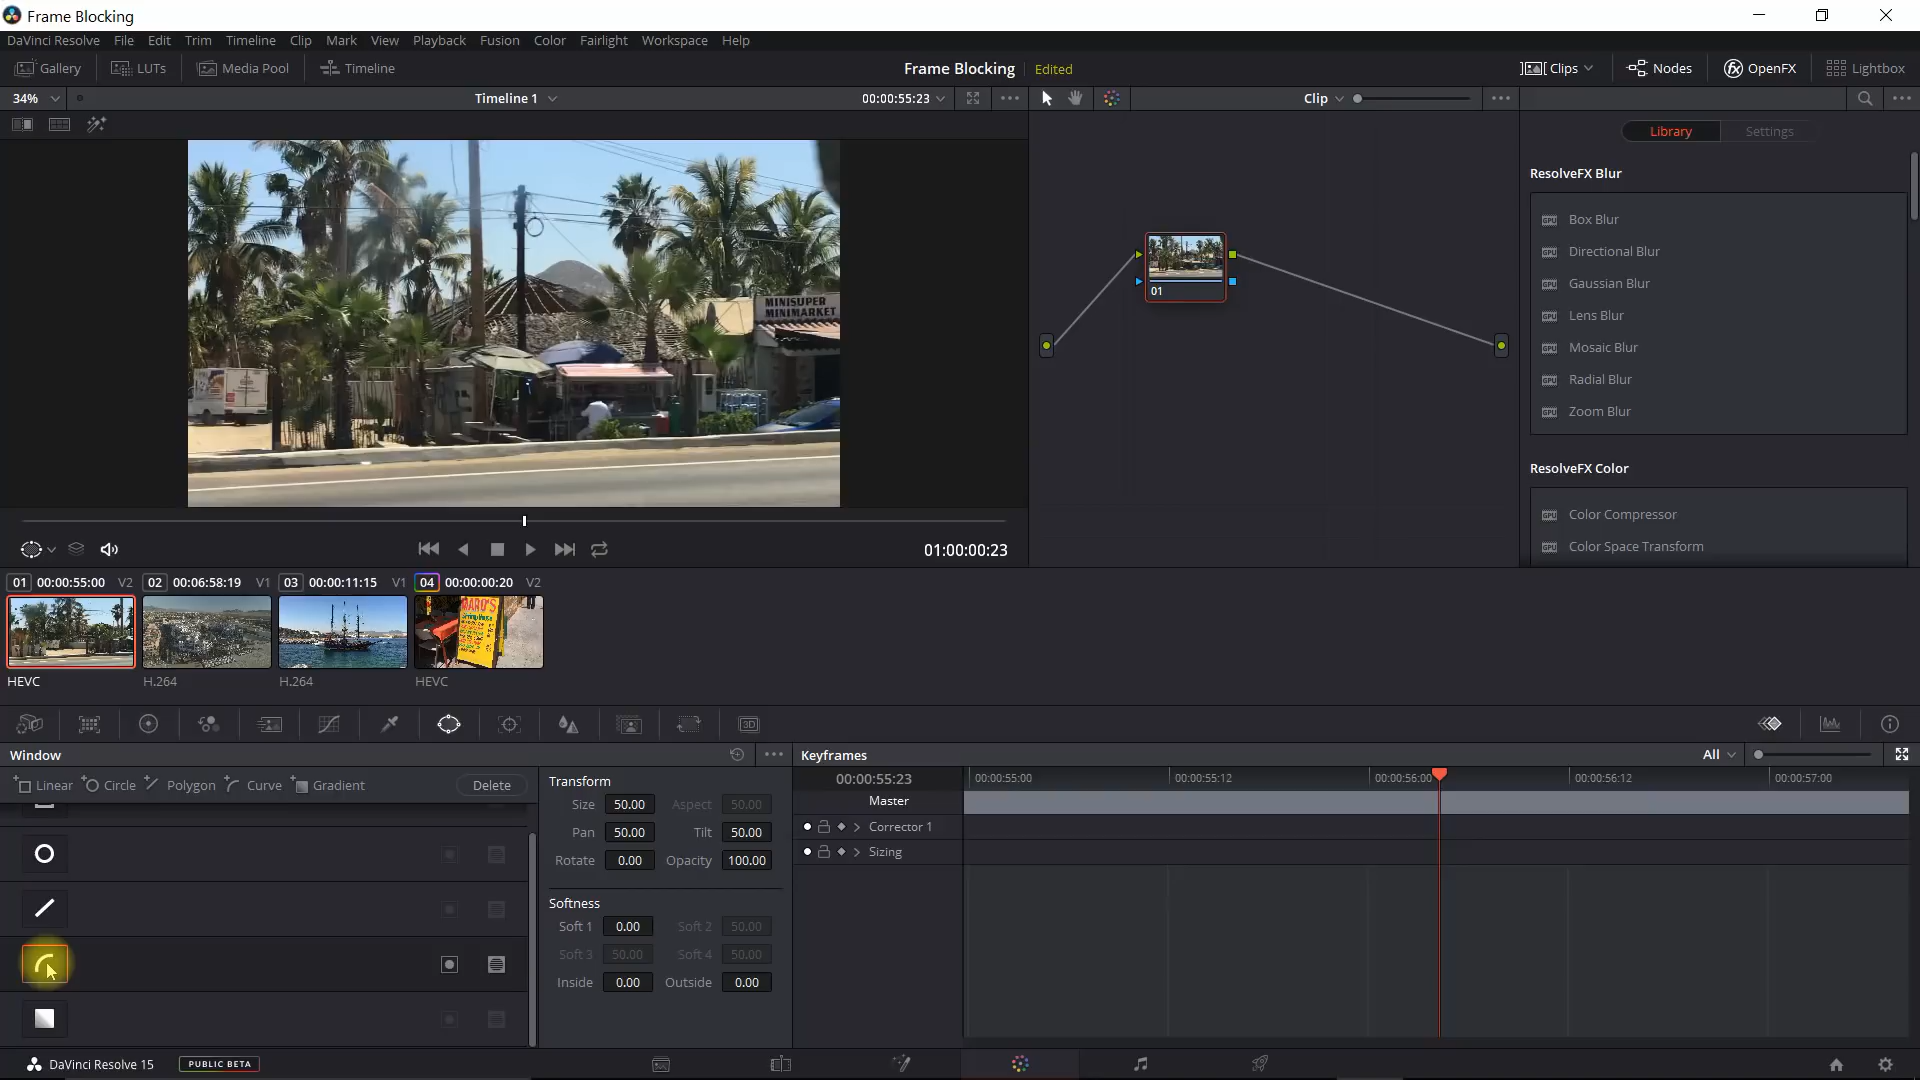 Frame Blocking
DaVinci Resolve File Edit Trim Timeline Clip Mark View Playback Fusion Color Fairlight Workspace Help
Gallery LUTs Media Pool Timeline Frame Blocking Edited Clips Nodes OpenFX Lightbox
34% Timeline 1 00:00:55:23 Clip
Library Settings
ResolveFX Blur
Box Blur
Directional Blur
Gaussian Blur
Lens Blur
Mosaic Blur
Radial Blur
Zoom Blur
ResolveFX Color
Color Compressor
Color Space Transform
MINISUPER
MINIMARKET
01
01:00:00:23
01 00:00:55:00 V2 02 00:06:58:19 V1 03 00:00:11:15 V1 04 00:00:00:20 V2
MARO'S
HEVC H.264 H.264 HEVC
3D
Window
Linear Circle Polygon Curve Gradient Delete
Transform
Size 50.00 Aspect 50.00
Pan 50.00 Tilt 50.00
Rotate 0.00 Opacity 100.00
Softness
Soft 1 0.00 Soft 2 50.00
Soft 3 50.00 Soft 4 50.00
Inside 0.00 Outside 0.00
Keyframes All
00:00:55:23 00:00:55:00 00:00:55:12 00:00:56:00 00:00:56:12 00:00:57:00
Master
Corrector 1
Sizing
DaVinci Resolve 15 PUBLIC BETA